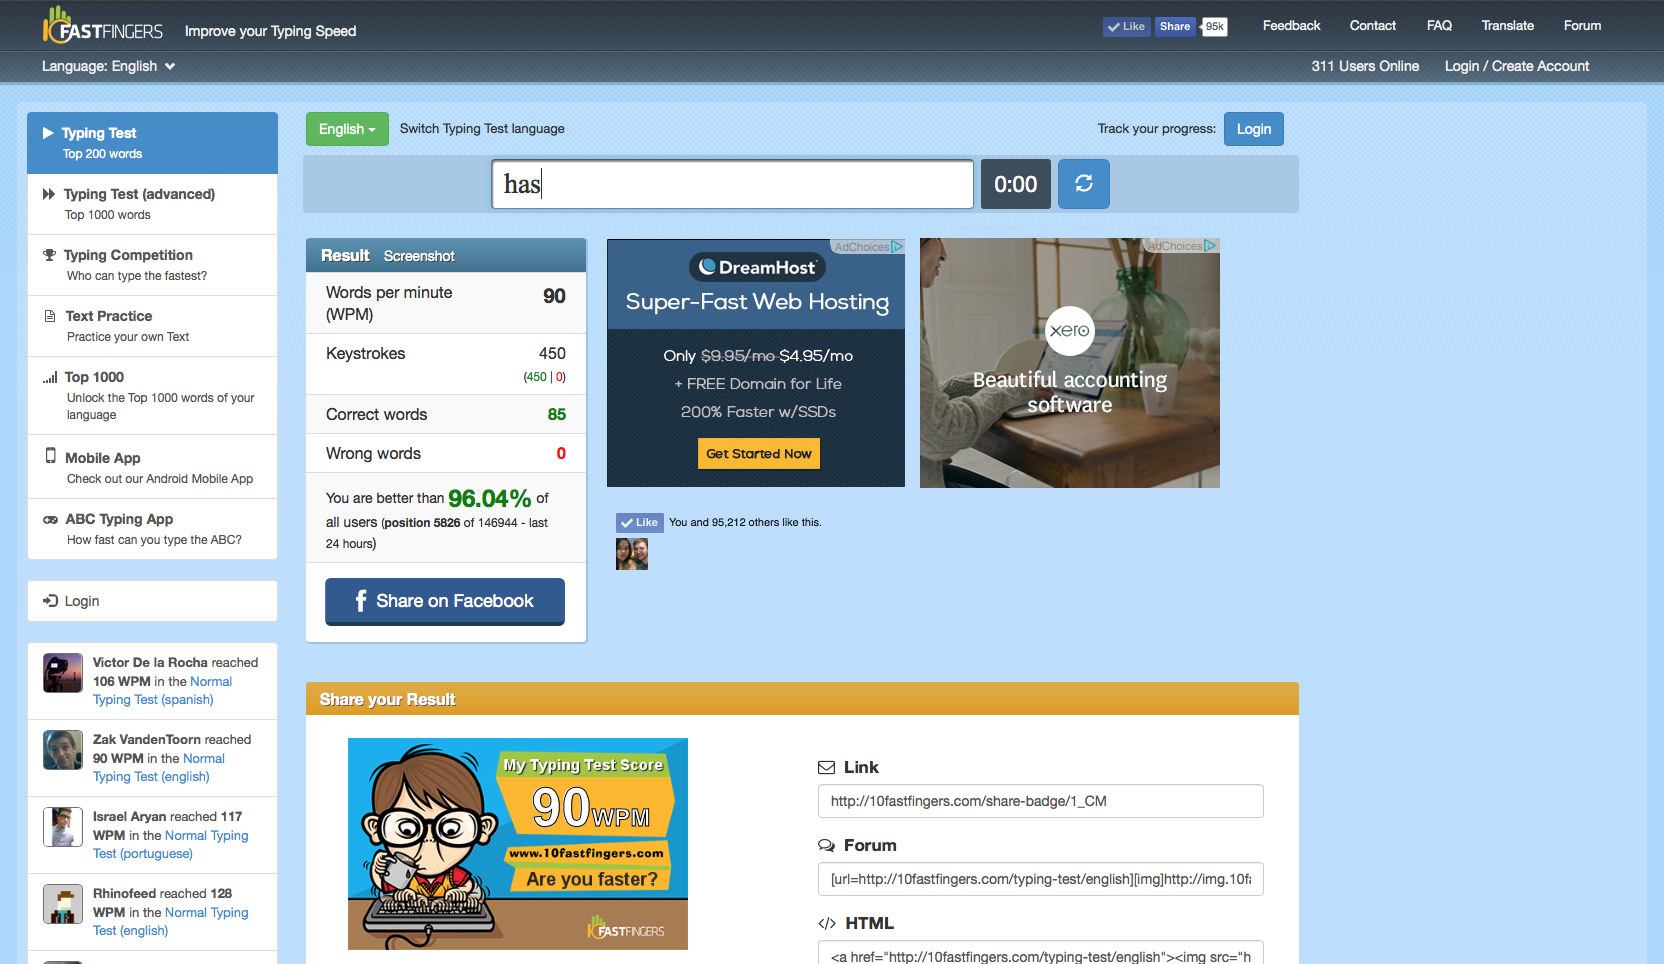 FASTFINGERS
Improve your Typing Speed
Like
Share
95k
Feedback
Contact
FAQ
Translate
Forum
Language: English
311 Users Online
Login / Create Account
Typing Test
Top 200 words
Typing Test (advanced)
Top 1000 words
Typing Competition
Who can type the fastest?
Text Practice
Practice your own Text
Top 1000
Unlock the Top 1000 words of your
language
Mobile App
Check out our Android Mobile App
ABC Typing App
How fast can you type the ABC?
Login
Victor De la Rocha reached
106 WPM in the Normal
Typing Test (spanish)
Zak VandenToorn reached
90 WPM in the Normal
Typing Test (english)
Israel Aryan reached 117
WPM in the Normal Typing
Test (portuguese)
Rhinofeed reached 128
WPM in the Normal Typing
Test (english)
English
Switch Typing Test language
Track your progress:
Login
has
0:00
Result
Screenshot
Words per minute
(WPM)
90
Keystrokes
450
(450 | 0)
Correct words
85
Wrong words
0
You are better than 96.04% of
all users (position 5826 of 146944 - last
24 hours)
Share on Facebook
AdChoices
DreamHost
Super-Fast Web Hosting
Only $9.95/mo $4.95/mo
+ FREE Domain for Life
200% Faster w/SSDs
Get Started Now
AdChoices
xero
Beautiful accounting
software
Like
You and 95,212 others like this.
Share your Result
My Typing Test Score
90 WPM
www.10fastfingers.com
Are you faster?
FASTFINGERS
Link
http://10fastfingers.com/share-badge/1_CM
Forum
[url=http://10fastfingers.com/typing-test/english][img]http://img.10fa
HTML
<a href="http://10fastfingers.com/typing-test/english"><img src="h